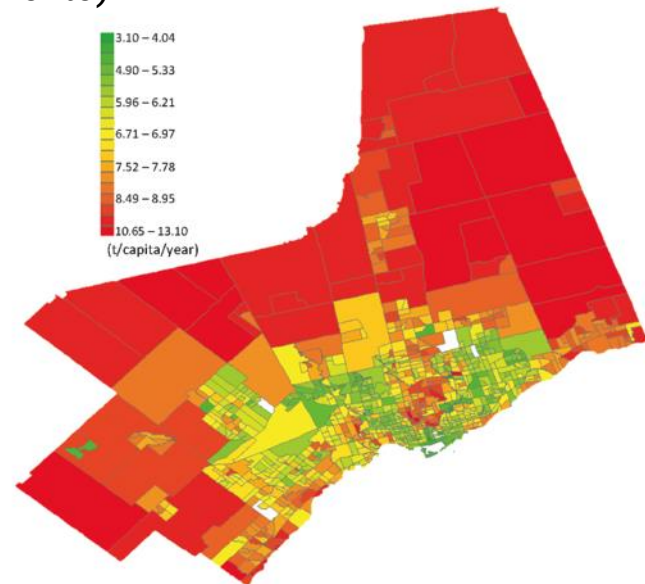 3.10 – 4.04
4.90 – 5.33
5.96 – 6.21
6.71 – 6.97
7.52 – 7.78
8.49 – 8.95
10.65 – 13.10
(t/capita/year)